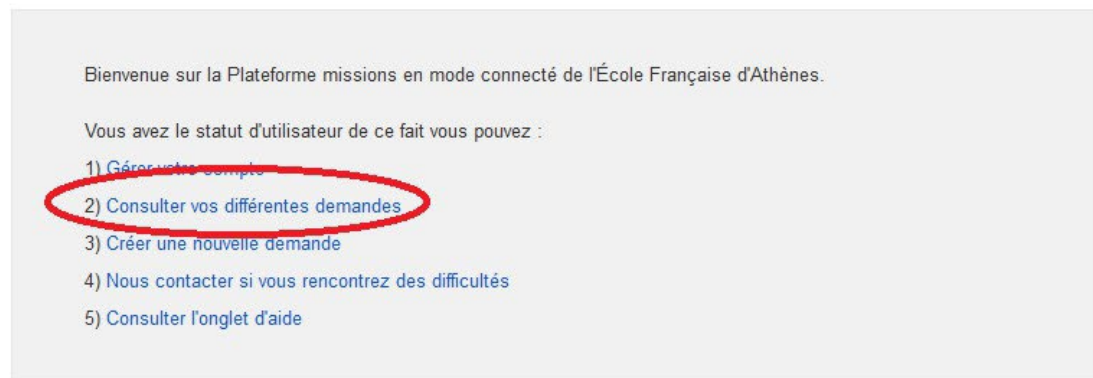 Bienvenue sur la Plateforme missions en mode connecté de l'École Française d'Athènes.
Vous avez le statut d'utilisateur de ce fait vous pouvez :
1) Gérer votre compte
2) Consulter vos différentes demandes
3) Créer une nouvelle demande
4) Nous contacter si vous rencontrez des difficultés
5) Consulter l'onglet d'aide